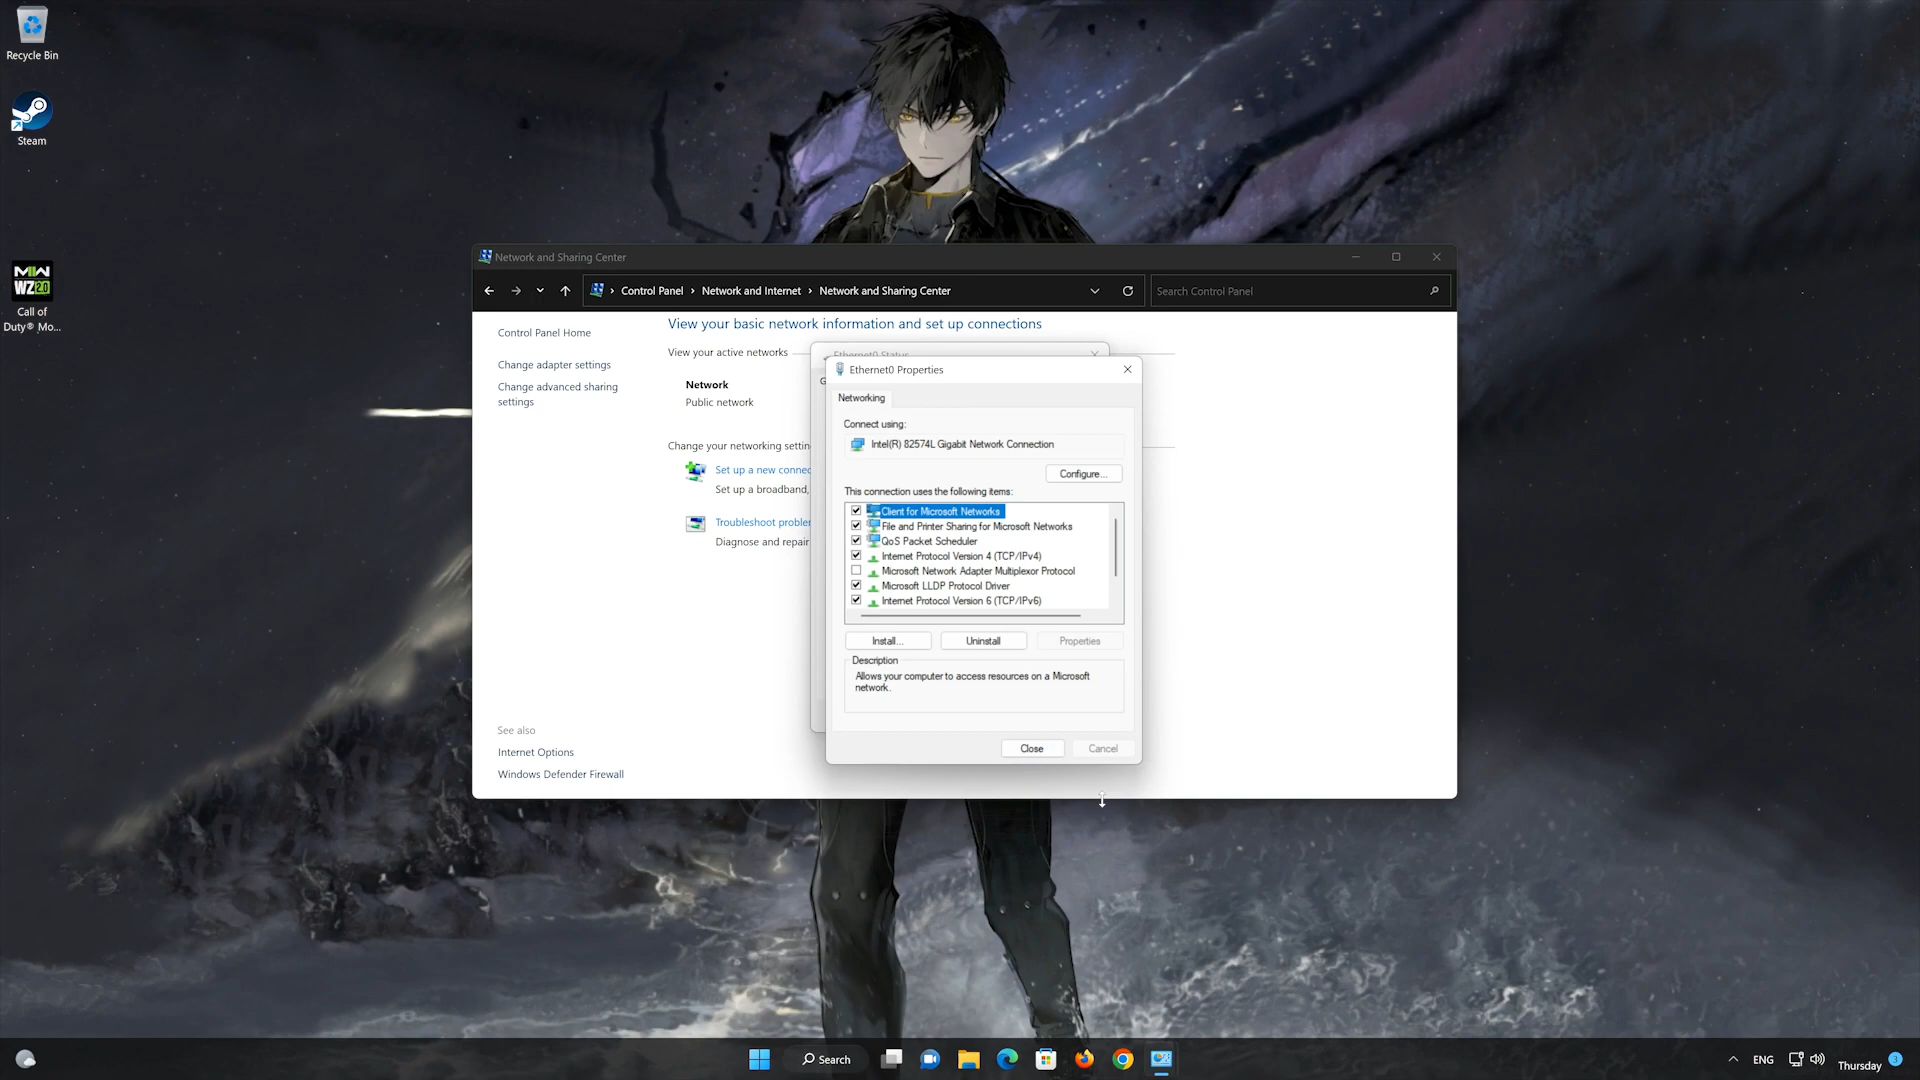 Recycle Bin
Steam
MW
WZ 2.0
Call of
Duty® Mo...
Network and Sharing Center
Control Panel › Network and Internet › Network and Sharing Center
Search Control Panel
Control Panel Home
Change adapter settings
Change advanced sharing
settings
See also
Internet Options
Windows Defender Firewall
View your basic network information and set up connections
View your active networks
Network
Public network
Change your networking settin
Set up a new connec
Set up a broadband,
Troubleshoot probler
Diagnose and repair
Ethernet0 Status
G
Ethernet0 Properties
Networking
Connect using:
Intel(R) 82574L Gigabit Network Connection
Configure...
This connection uses the following items:
Client for Microsoft Networks
File and Printer Sharing for Microsoft Networks
QoS Packet Scheduler
Internet Protocol Version 4 (TCP/IPv4)
Microsoft Network Adapter Multiplexor Protocol
Microsoft LLDP Protocol Driver
Internet Protocol Version 6 (TCP/IPv6)
Install...
Uninstall
Properties
Description
Allows your computer to access resources on a Microsoft
network.
Close
Cancel
Search
ENG
Thursday
3